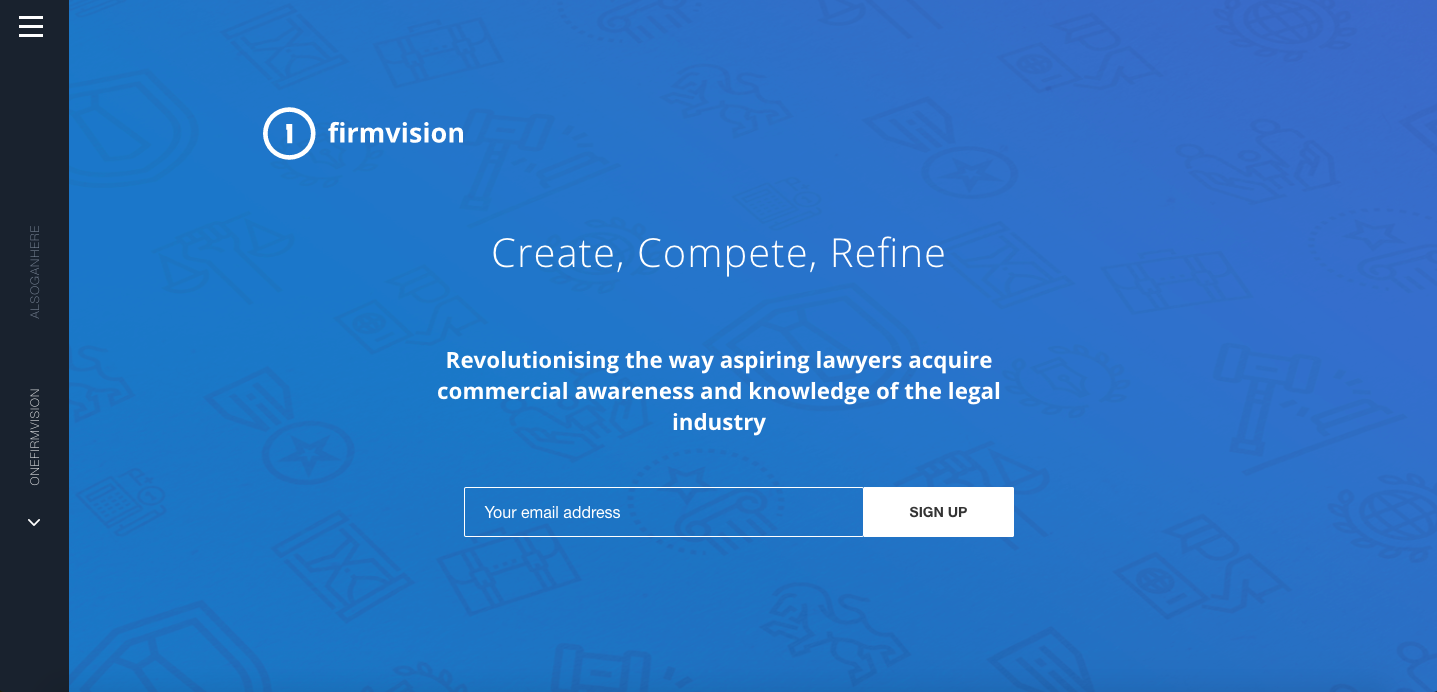 firmvision
Create, Compete, Refine
Revolutionising the way aspiring lawyers acquire
commercial awareness and knowledge of the legal
industry
Your email address
SIGN UP
ALSOGANHERE
ONEFIRMVISION